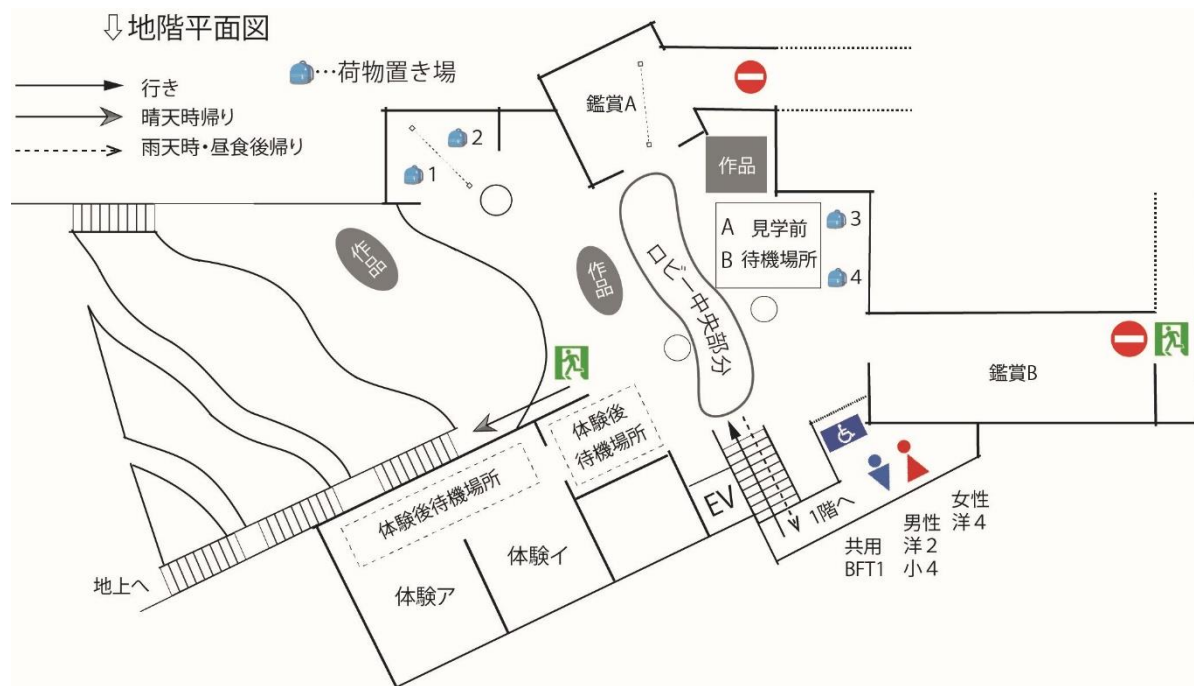 ⇩地階平面図
行き
晴天時帰り
雨天時・昼食後帰り
…荷物置き場
鑑賞A
2
1
作品
作品
作品
A 見学前
B 待機場所
3
4
ロビー中央部分
鑑賞B
体験後
待機場所
体験後待機場所
EV
1階へ
体験イ
体験ア
地上へ
共用
BFT1
男性
洋2
小4
女性
洋4